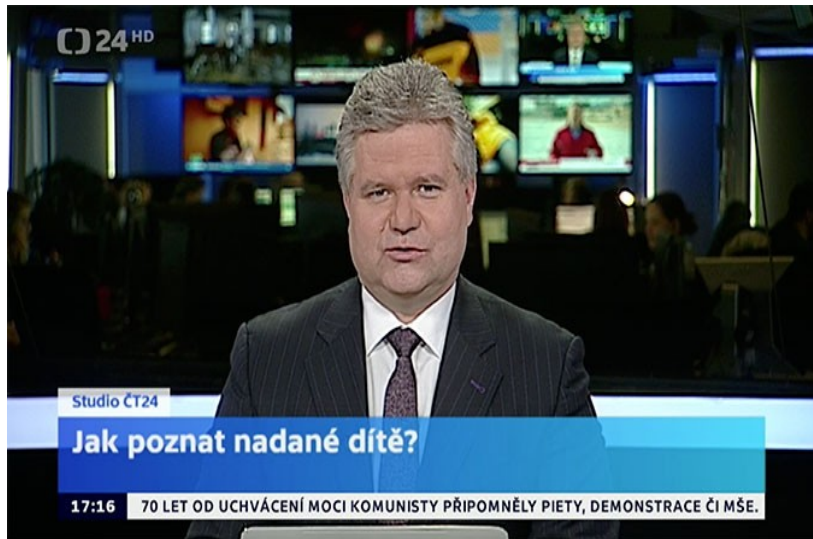 24 HD
Studio ČT24
Jak poznat nadané dítě?
17:16 70 LET OD UCHVÁCENÍ MOCI KOMUNISTY PŘIPOMNĚLY PIETY, DEMONSTRACE ČI MŠE.